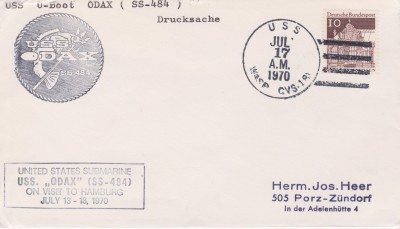 USS U-Boot ODAX ( SS-484 )
Drucksache
USS
ODAX
SS-484
USS
JUL
17
A.M.
1970
WASP CVS-18
Deutsche Bundespost
10
UNITED STATES SUBMARINE
USS. „ODAX" (SS-484)
ON VISIT TO HAMBURG
JULY 13-18, 1970
Herm. Jos. Heer
505 Porz-Zündorf
In der Adelenhütte 4